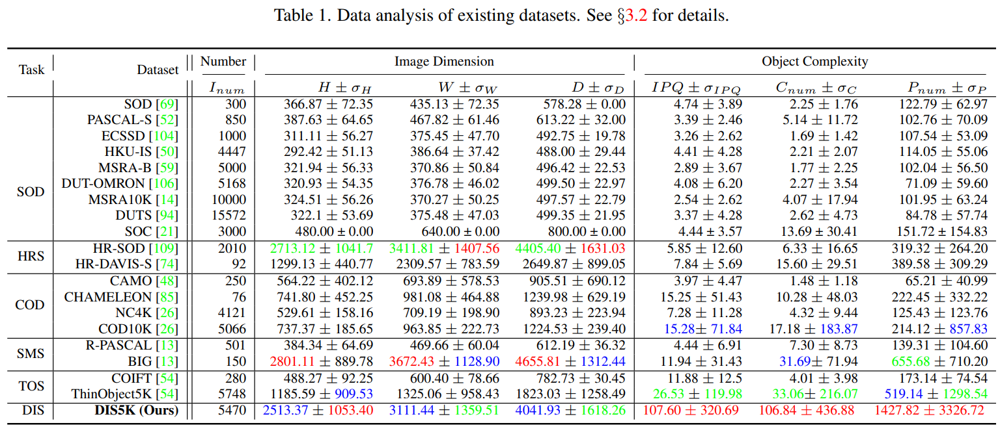 Table 1. Data analysis of existing datasets. See §3.2 for details.
Task Dataset Number Image Dimension Object Complexity
I_num H ± σ_H W ± σ_W D ± σ_D IPQ ± σ_IPQ C_num ± σ_C P_num ± σ_P
SOD [69] 300 366.87 ± 72.35 435.13 ± 72.35 578.28 ± 0.00 4.74 ± 3.89 2.25 ± 1.76 122.79 ± 62.97
PASCAL-S [52] 850 387.63 ± 64.65 467.82 ± 61.46 613.22 ± 32.00 3.39 ± 2.46 5.14 ± 11.72 102.76 ± 70.09
ECSSD [104] 1000 311.11 ± 56.27 375.45 ± 47.70 492.75 ± 19.78 3.26 ± 2.62 1.69 ± 1.42 107.54 ± 53.09
HKU-IS [50] 4447 292.42 ± 51.13 386.64 ± 37.42 488.00 ± 29.44 4.41 ± 4.28 2.21 ± 2.07 114.05 ± 55.06
MSRA-B [59] 5000 321.94 ± 56.33 370.86 ± 50.84 496.42 ± 22.53 2.89 ± 3.67 1.77 ± 2.25 102.04 ± 56.50
SOD DUT-OMRON [106] 5168 320.93 ± 54.35 376.78 ± 46.02 499.50 ± 22.97 4.08 ± 6.20 2.27 ± 3.54 71.09 ± 59.60
MSRA10K [14] 10000 324.51 ± 56.26 370.27 ± 50.25 497.57 ± 22.79 2.54 ± 2.62 4.07 ± 17.94 101.95 ± 63.24
DUTS [94] 15572 322.1 ± 53.69 375.48 ± 47.03 499.35 ± 21.95 3.37 ± 4.28 2.62 ± 4.73 84.78 ± 57.74
SOC [21] 3000 480.00 ± 0.00 640.00 ± 0.00 800.00 ± 0.00 4.44 ± 3.57 13.69 ± 30.41 151.72 ± 154.83
HRS HR-SOD [109] 2010 2713.12 ± 1041.7 3411.81 ± 1407.56 4405.40 ± 1631.03 5.85 ± 12.60 6.33 ± 16.65 319.32 ± 264.20
HR-DAVIS-S [74] 92 1299.13 ± 440.77 2309.57 ± 783.59 2649.87 ± 899.05 7.84 ± 5.69 15.60 ± 29.51 389.58 ± 309.29
CAMO [48] 250 564.22 ± 402.12 693.89 ± 578.53 905.51 ± 690.12 3.97 ± 4.47 1.48 ± 1.18 65.21 ± 40.99
COD CHAMELEON [85] 76 741.80 ± 452.25 981.08 ± 464.88 1239.98 ± 629.19 15.25 ± 51.43 10.28 ± 48.03 222.45 ± 332.22
NC4K [26] 4121 529.61 ± 158.16 709.19 ± 198.90 893.23 ± 223.94 7.28 ± 11.28 4.32 ± 9.44 125.43 ± 123.76
COD10K [26] 5066 737.37 ± 185.65 963.85 ± 222.73 1224.53 ± 239.40 15.28± 71.84 17.18 ± 183.87 214.12 ± 857.83
SMS R-PASCAL [13] 501 384.34 ± 64.69 469.66 ± 60.04 612.19 ± 36.32 4.44 ± 6.91 7.30 ± 8.73 139.31 ± 104.60
BIG [13] 150 2801.11 ± 889.78 3672.43 ± 1128.90 4655.81 ± 1312.44 11.94 ± 31.43 31.69± 71.94 655.68 ± 710.20
TOS COIFT [54] 280 488.27 ± 92.25 600.40 ± 78.66 782.73 ± 30.45 11.88 ± 12.5 4.01 ± 3.98 173.14 ± 74.54
ThinObject5K [54] 5748 1185.59 ± 909.53 1325.06 ± 958.43 1823.03 ± 1258.49 26.53 ± 119.98 33.06± 216.07 519.14 ± 1298.54
DIS DIS5K (Ours) 5470 2513.37 ± 1053.40 3111.44 ± 1359.51 4041.93 ± 1618.26 107.60 ± 320.69 106.84 ± 436.88 1427.82 ± 3326.72